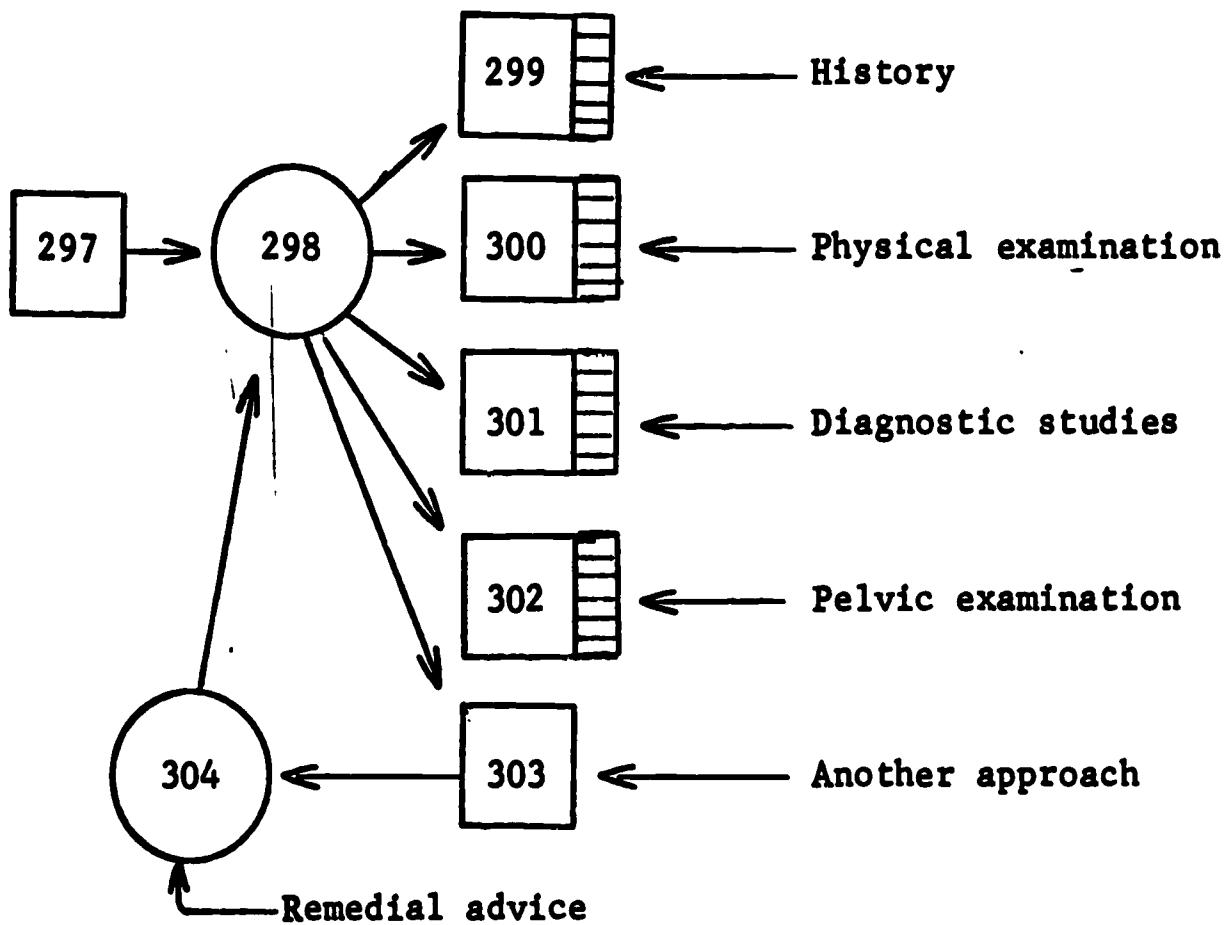 299
History
297
298
300
Physical examination
301
Diagnostic studies
302
Pelvic examination
304
303
Another approach
Remedial advice